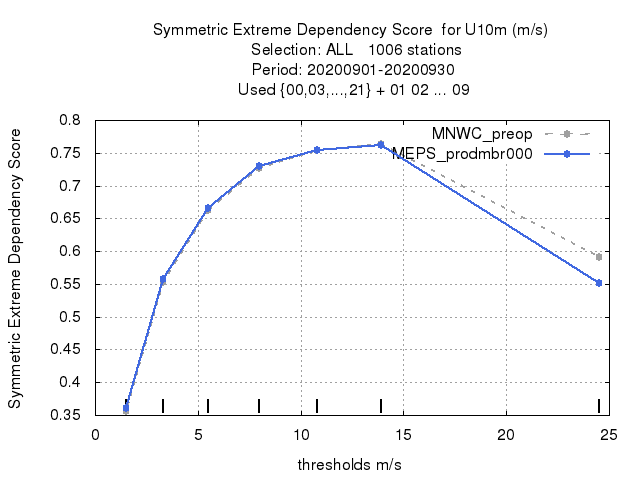 Symmetric Extreme Dependency Score for U10m (m/s)
Selection: ALL 1006 stations
Period: 20200901-20200930
Used {00,03,...,21} + 01 02 ... 09
Symmetric Extreme Dependency Score
0.8
0.75
0.7
0.65
0.6
0.55
0.5
0.45
0.4
0.35
MNWC_preop
MEPS_prodmbr000
0 5 10 15 20 25
thresholds m/s